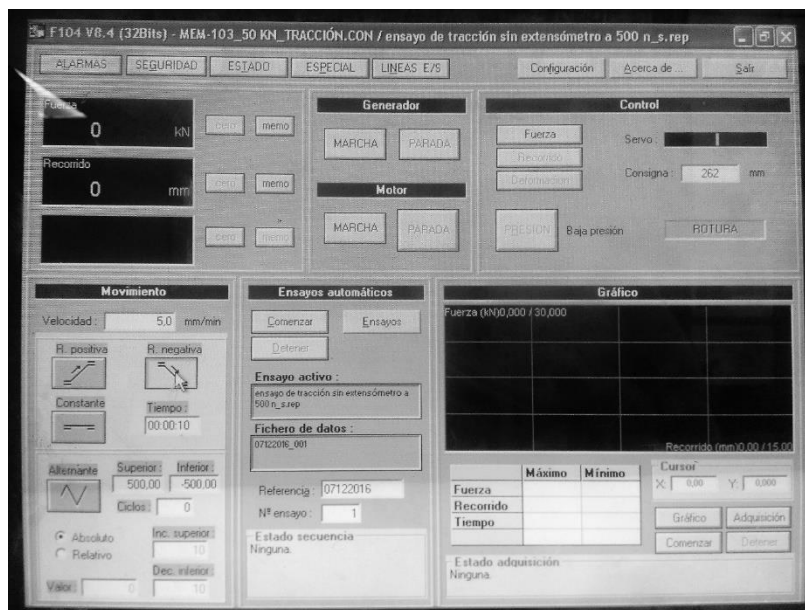 F104 V8.4 (32Bits) - MEM-103_50 KN_TRACCIÓN.CON / ensayo de tracción sin extensómetro a 500 n_s.rep
ALARMAS SEGURIDAD ESTADO ESPECIAL LINEAS E/S Configuración Acerca de ... Salir
Fuerza
0 kN cero memo
Recorrido
0 mm cero memo
cero memo
Generador
MARCHA PARADA
Motor
MARCHA PARADA
Control
Fuerza
Recorrido
Deformación
Servo :
Consigna : 262 mm
PRESION Baja presión ROTURA
Movimiento
Velocidad : 5,0 mm/min
R. positiva R. negativa
Constante Tiempo :
00:00:10
Alternante Superior : Inferior :
500,00 -500,00
Ciclos : 0
Absoluto
Relativo
Inc. superior :
10
Dec. inferior :
Valor : 0 10
Ensayos automáticos
Comenzar Ensayos
Detener
Ensayo activo :
ensayo de tracción sin extensómetro a
500 n_s.rep
Fichero de datos :
07122016_001
Referencia : 07122016
Nº ensayo : 1
Estado secuencia
Ninguna.
Gráfico
Fuerza (kN)0,000 / 30,000
Recorrido (mm)0,00 / 15,00
Máximo Mínimo
Fuerza
Recorrido
Tiempo
Cursor
X: 0,00 Y: 0,000
Gráfico Adquisición
Comenzar Detener
Estado adquisición
Ninguna.